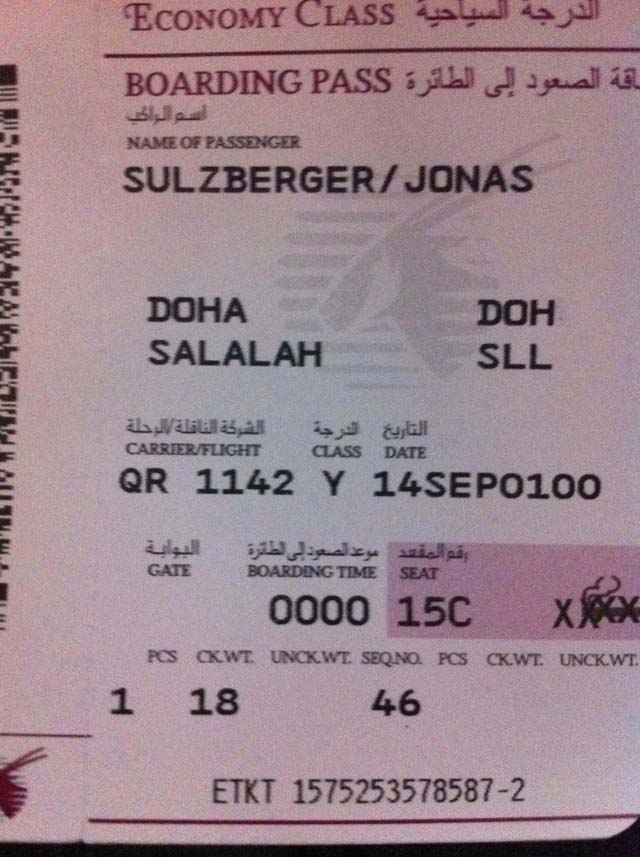 ECONOMY CLASS الدرجة السياحية
BOARDING PASS الصعود إلى الطائرة
اسم الراكب
NAME OF PASSENGER
SULZBERGER/JONAS
DOHA DOH
SALALAH SLL
الشركة الناقلة/الرحلة الدرجة التاريخ
CARRIER/FLIGHT CLASS DATE
QR 1142 Y 14SEP0100
البوابة موعد الصعود إلى الطائرة رقم المقعد
GATE BOARDING TIME SEAT
0000 15C
PCS CK.WT. UNCK.WT. SEQ.NO. PCS CK.WT. UNCK.WT.
1 18 46
ETKT 1575253578587-2